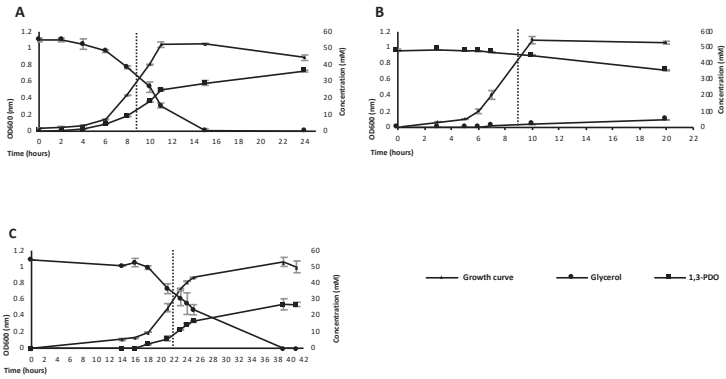 A
1.2
1
0.8
0.6
0.4
0.2
0
OD600 (nm)
60
50
40
30
20
10
0
Concentration (mM)
0 2 4 6 8 10 12 14 16 18 20 22 24
Time (hours)
B
1.2
1
0.8
0.6
0.4
0.2
0
OD600 (nm)
600
500
400
300
200
100
0
Concentration (mM)
0 2 4 6 8 10 12 14 16 18 20 22
Time (hours)
C
1.2
1
0.8
0.6
0.4
0.2
0
OD600 (nm)
60
50
40
30
20
10
0
Concentration (mM)
0 2 4 6 8 10 12 14 16 18 20 22 24 26 28 30 32 34 36 38 40 42
Time (hours)
Growth curve Glycerol 1,3-PDO